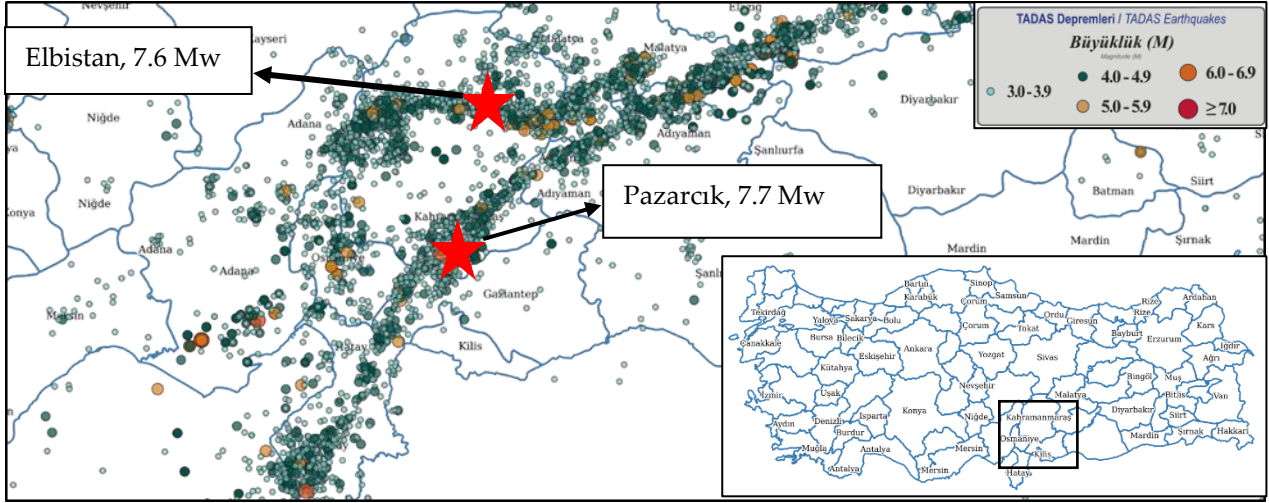 TADAS Depremleri / TADAS Earthquakes
Büyüklük (M)
Magnitude (M)
3.0 - 3.9
4.0 - 4.9
5.0 - 5.9
6.0 - 6.9
≥ 7.0
Elbistan, 7.6 Mw
Pazarcık, 7.7 Mw
Kayseri
Malatya
Elazığ
Malatya
Diyarbakır
Niğde
Adana
Adıyaman
Şanlıurfa
Adıyaman
Diyarbakır
Batman
Siirt
Niğde
Konya
Adana
Adana
Osmaniye
Mardin
Mardin
Şırnak
Gaziantep
Mersin
Hatay
Kilis
Sinop
Bartın
Karabük
Çorum
Samsun
Rize
Ardahan
Tekirdağ
Yalova
Sakarya
Bolu
Çorum
Tokat
Ordu
Giresun
Rize
Bayburt
Kars
Çanakkale
Bursa
Bilecik
Ankara
Erzurum
Iğdır
Eskişehir
Yozgat
Sivas
Ağrı
Kütahya
Nevşehir
Bingöl
Muş
İzmir
Uşak
Malatya
Bitlis
Van
Konya
Niğde
Kahramanmaraş
Diyarbakır
Siirt
Aydın
Denizli
Isparta
Burdur
Osmaniye
Mardin
Şırnak
Hakkari
Muğla
Antalya
Mersin
Kilis
Antalya
Mersin
Hatay